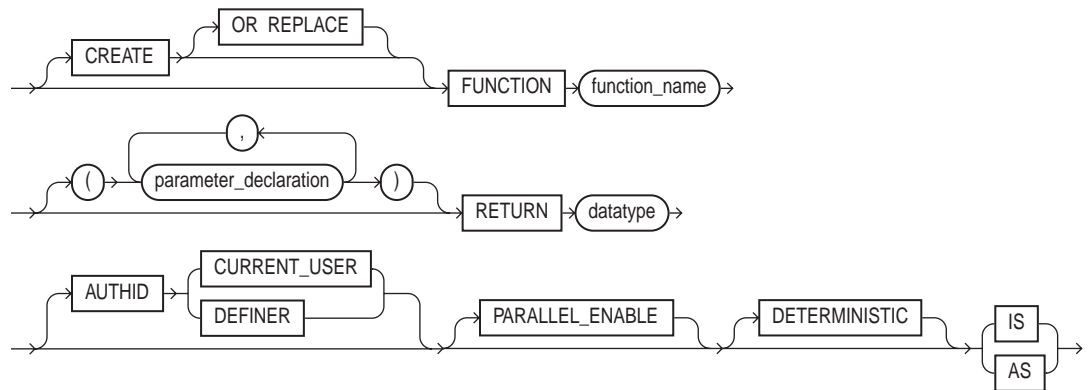 OR REPLACE
CREATE
FUNCTION function_name
,
( parameter_declaration )
RETURN datatype
CURRENT_USER
AUTHID
DEFINER
PARALLEL_ENABLE DETERMINISTIC IS
AS